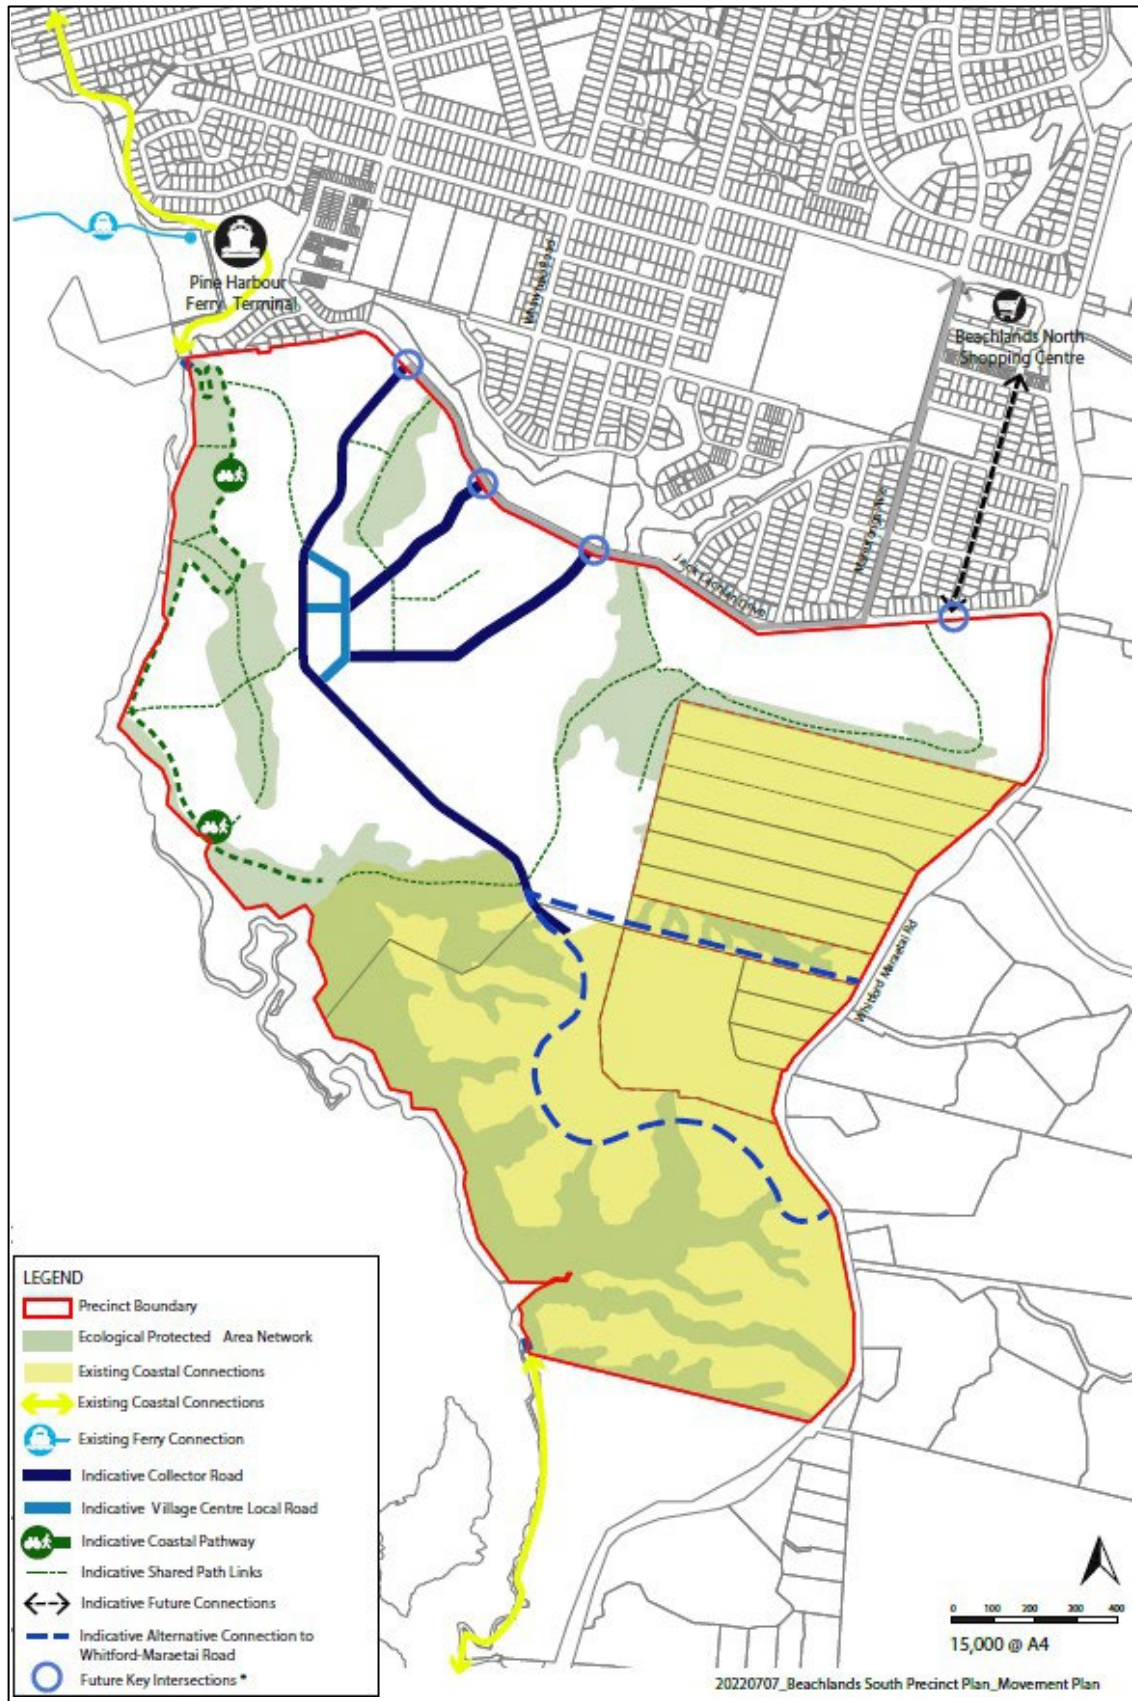 Pine Harbour
Ferry Terminal
Beachlands North
Shopping Centre
Jack Lachlan Drive
Whitford Maraetai Rd
LEGEND
Precinct Boundary
Ecological Protected Area Network
Existing Coastal Connections
Existing Coastal Connections
Existing Ferry Connection
Indicative Collector Road
Indicative Village Centre Local Road
Indicative Coastal Pathway
Indicative Shared Path Links
Indicative Future Connections
Indicative Alternative Connection to
Whitford-Maraetai Road
Future Key Intersections *
0 100 200 300 400
15,000 @ A4
20220707_Beachlands South Precinct Plan_Movement Plan